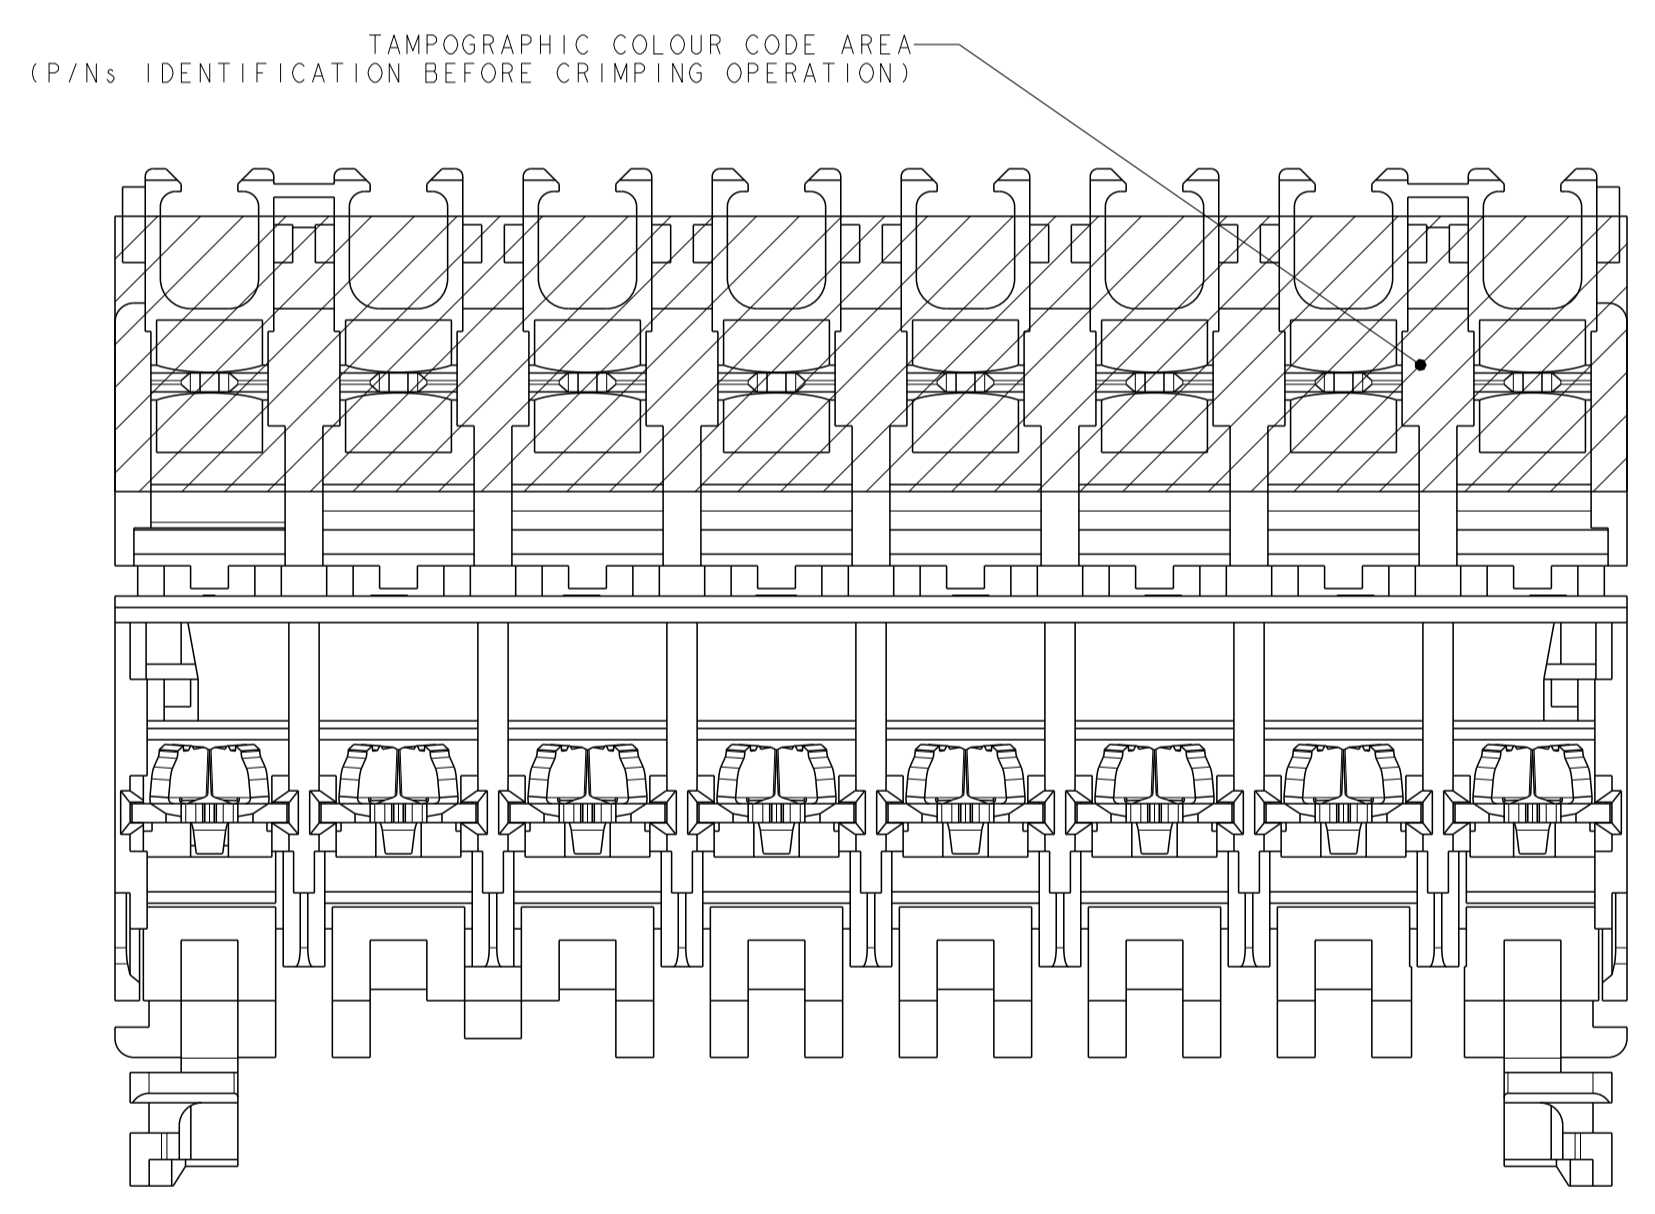 TAMPOGRAPHIC COLOUR CODE AREA
(P/Ns IDENTIFICATION BEFORE CRIMPING OPERATION)